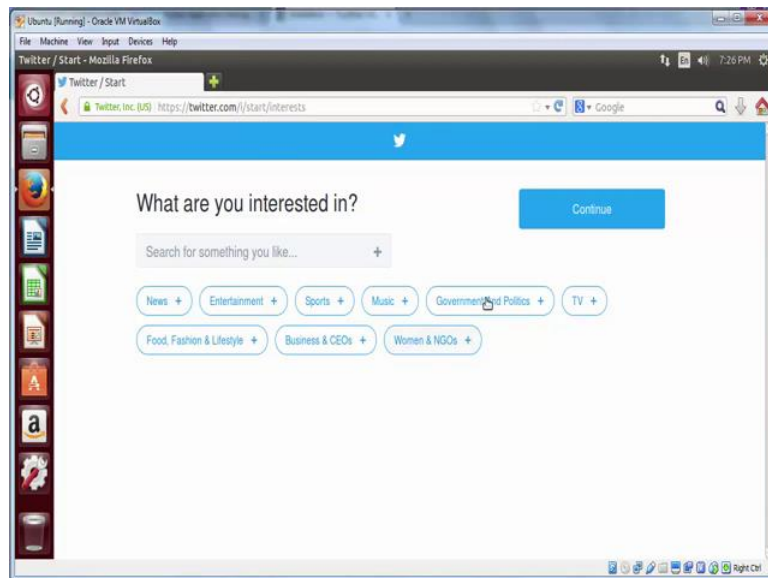 Ubuntu [Running] - Oracle VM VirtualBox
File Machine View Input Devices Help
Twitter / Start - Mozilla Firefox
En 7:26 PM
Twitter / Start
Twitter, Inc. (US) https://twitter.com/i/start/interests
Google
What are you interested in?
Continue
Search for something you like... +
News + Entertainment + Sports + Music + Government and Politics + TV +
Food, Fashion & Lifestyle + Business & CEOs + Women & NGOs +
Right Ctrl